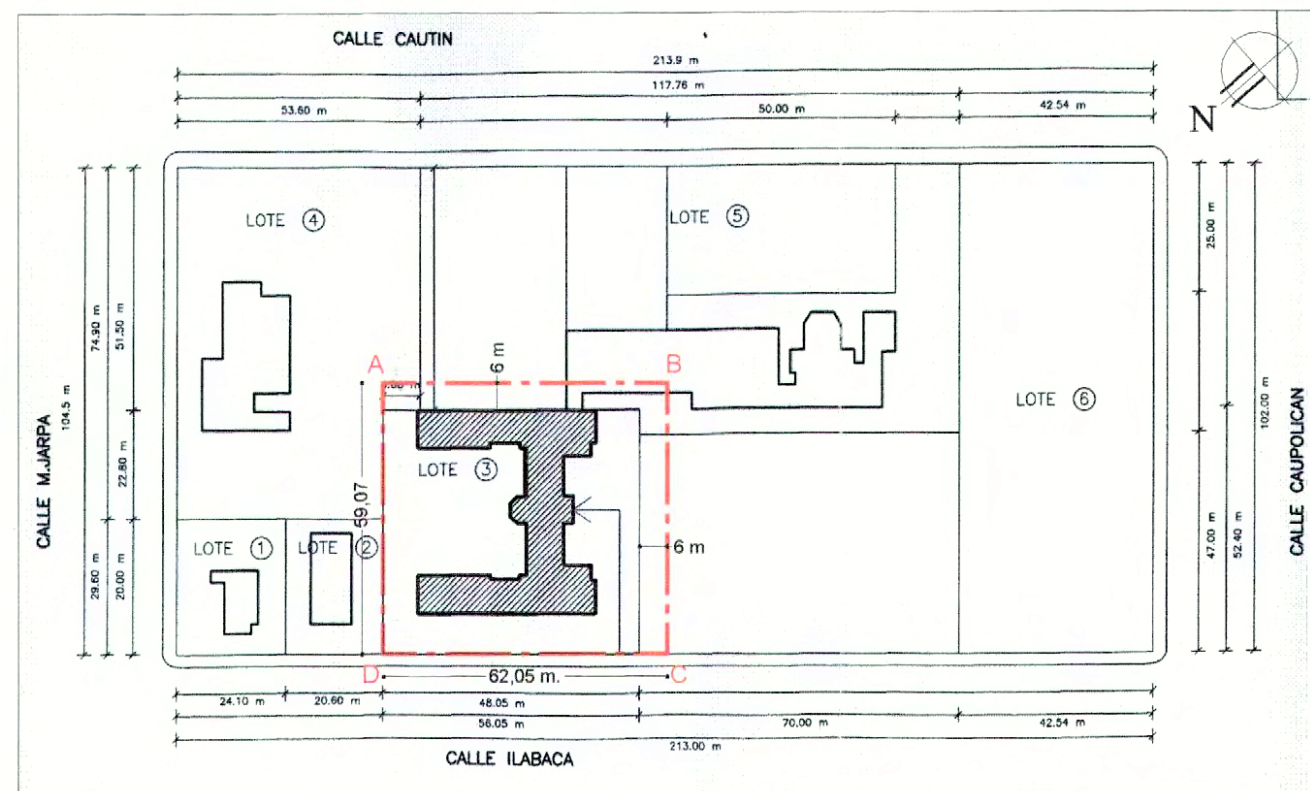 CALLE CAUTIN
213.9 m
117.76 m
53.60 m
50.00 m
42.54 m
N
LOTE 4
LOTE 5
25.00 m
A
B
6 m
74.90 m
51.50 m
104.5 m
CALLE M.JARPA
LOTE 6
102.00 m
CALLE CAUPOLICAN
LOTE 3
22.80 m
59,07
LOTE 1
LOTE 2
6 m
29.60 m
20.00 m
47.00 m
52.40 m
D
62,05 m.
C
24.10 m
20.60 m
48.05 m
56.05 m
70.00 m
42.54 m
213.00 m
CALLE ILABACA